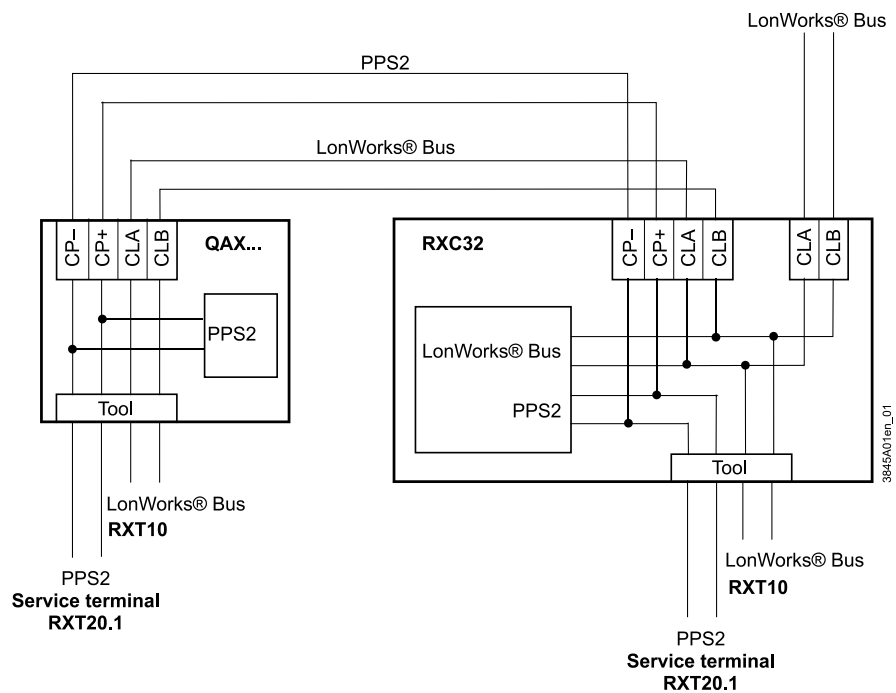 LonWorks® Bus
PPS2
LonWorks® Bus
CP–
CP+
CLA
CLB
QAX...
RXC32
CP–
CP+
CLA
CLB
CLA
CLB
PPS2
LonWorks® Bus
PPS2
Tool
Tool
LonWorks® Bus
RXT10
PPS2
Service terminal
RXT20.1
LonWorks® Bus
RXT10
PPS2
Service terminal
RXT20.1
3845A01en_01